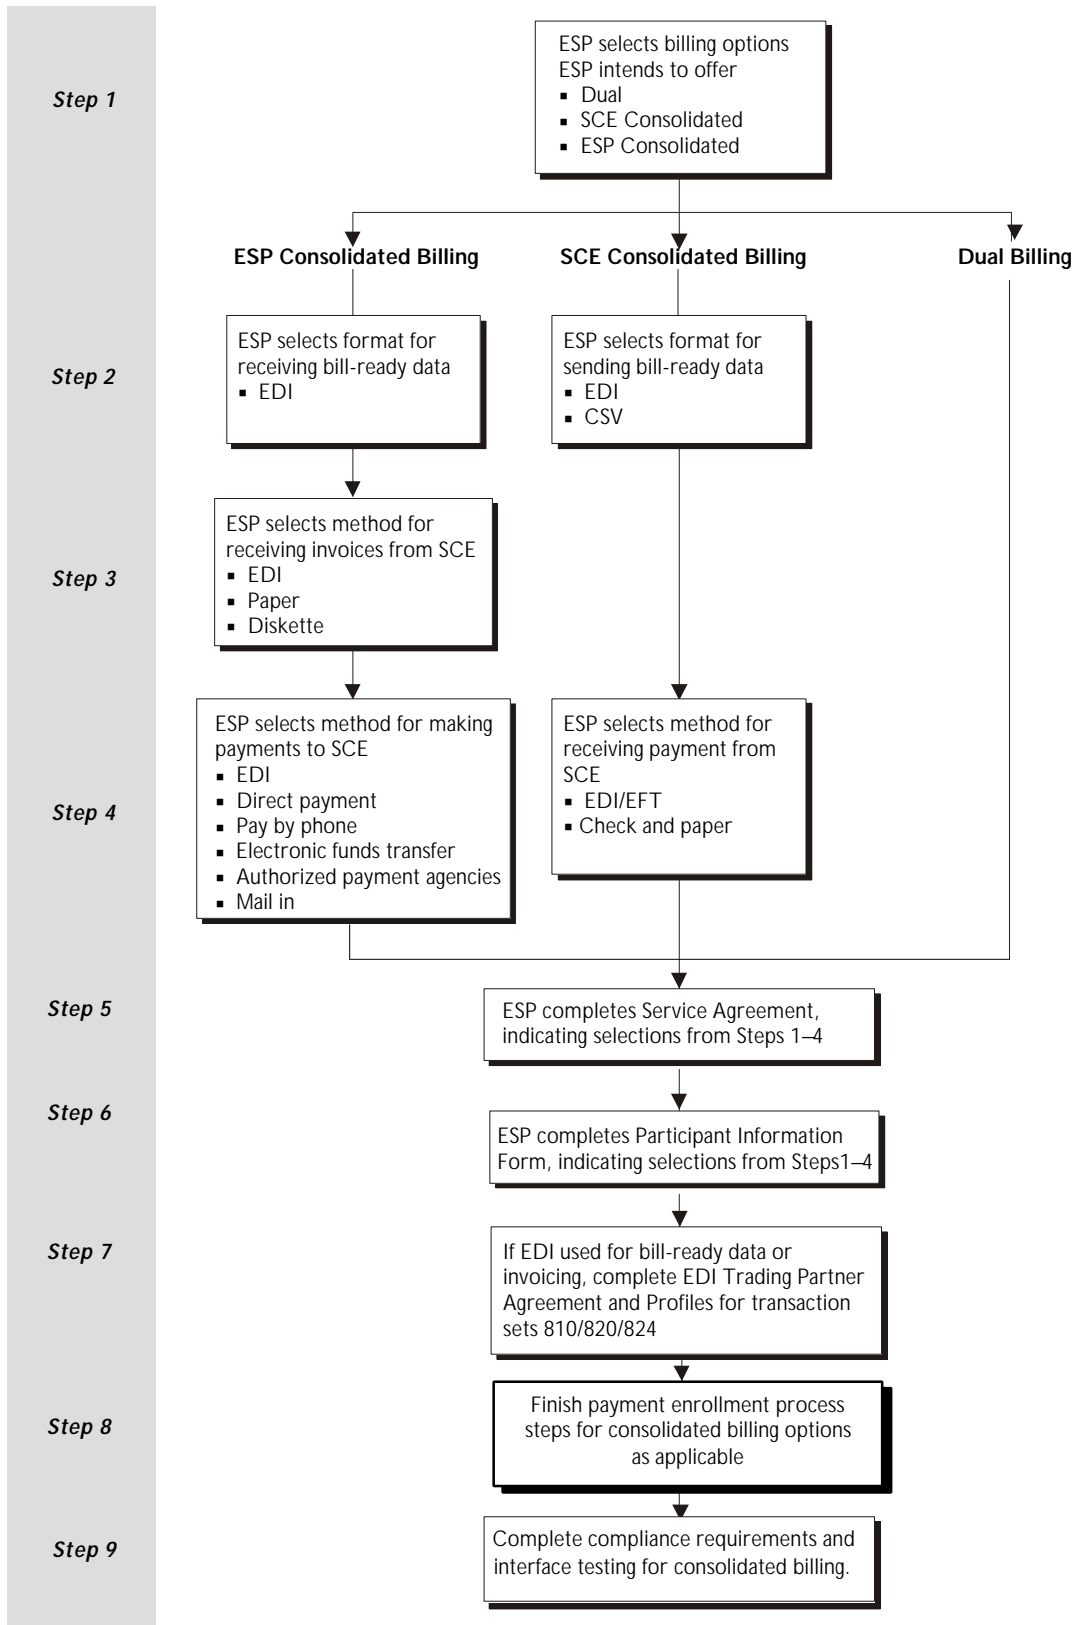 Step 1
ESP selects billing options
ESP intends to offer
▪ Dual
▪ SCE Consolidated
▪ ESP Consolidated
ESP Consolidated Billing
SCE Consolidated Billing
Dual Billing
Step 2
ESP selects format for
receiving bill-ready data
▪ EDI
ESP selects format for
sending bill-ready data
▪ EDI
▪ CSV
Step 3
ESP selects method for
receiving invoices from SCE
▪ EDI
▪ Paper
▪ Diskette
Step 4
ESP selects method for making
payments to SCE
▪ EDI
▪ Direct payment
▪ Pay by phone
▪ Electronic funds transfer
▪ Authorized payment agencies
▪ Mail in
ESP selects method for
receiving payment from
SCE
▪ EDI/EFT
▪ Check and paper
Step 5
ESP completes Service Agreement,
indicating selections from Steps 1–4
Step 6
ESP completes Participant Information
Form, indicating selections from Steps1–4
Step 7
If EDI used for bill-ready data or
invoicing, complete EDI Trading Partner
Agreement and Profiles for transaction
sets 810/820/824
Step 8
Finish payment enrollment process
steps for consolidated billing options
as applicable
Step 9
Complete compliance requirements and
interface testing for consolidated billing.